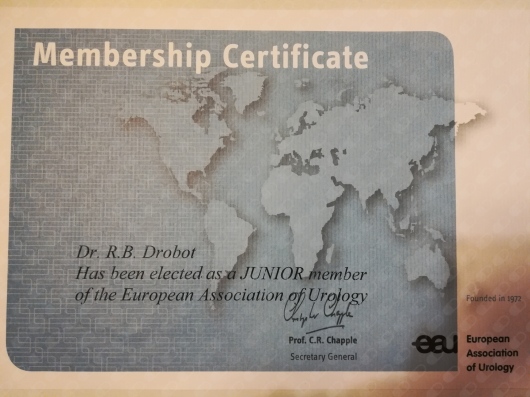 Membership Certificate
Dr. R.B. Drobot
Has been elected as a JUNIOR member
of the European Association of Urology
Prof. C.R. Chapple
Secretary General
Founded in 1972
eau
European
Association
of Urology